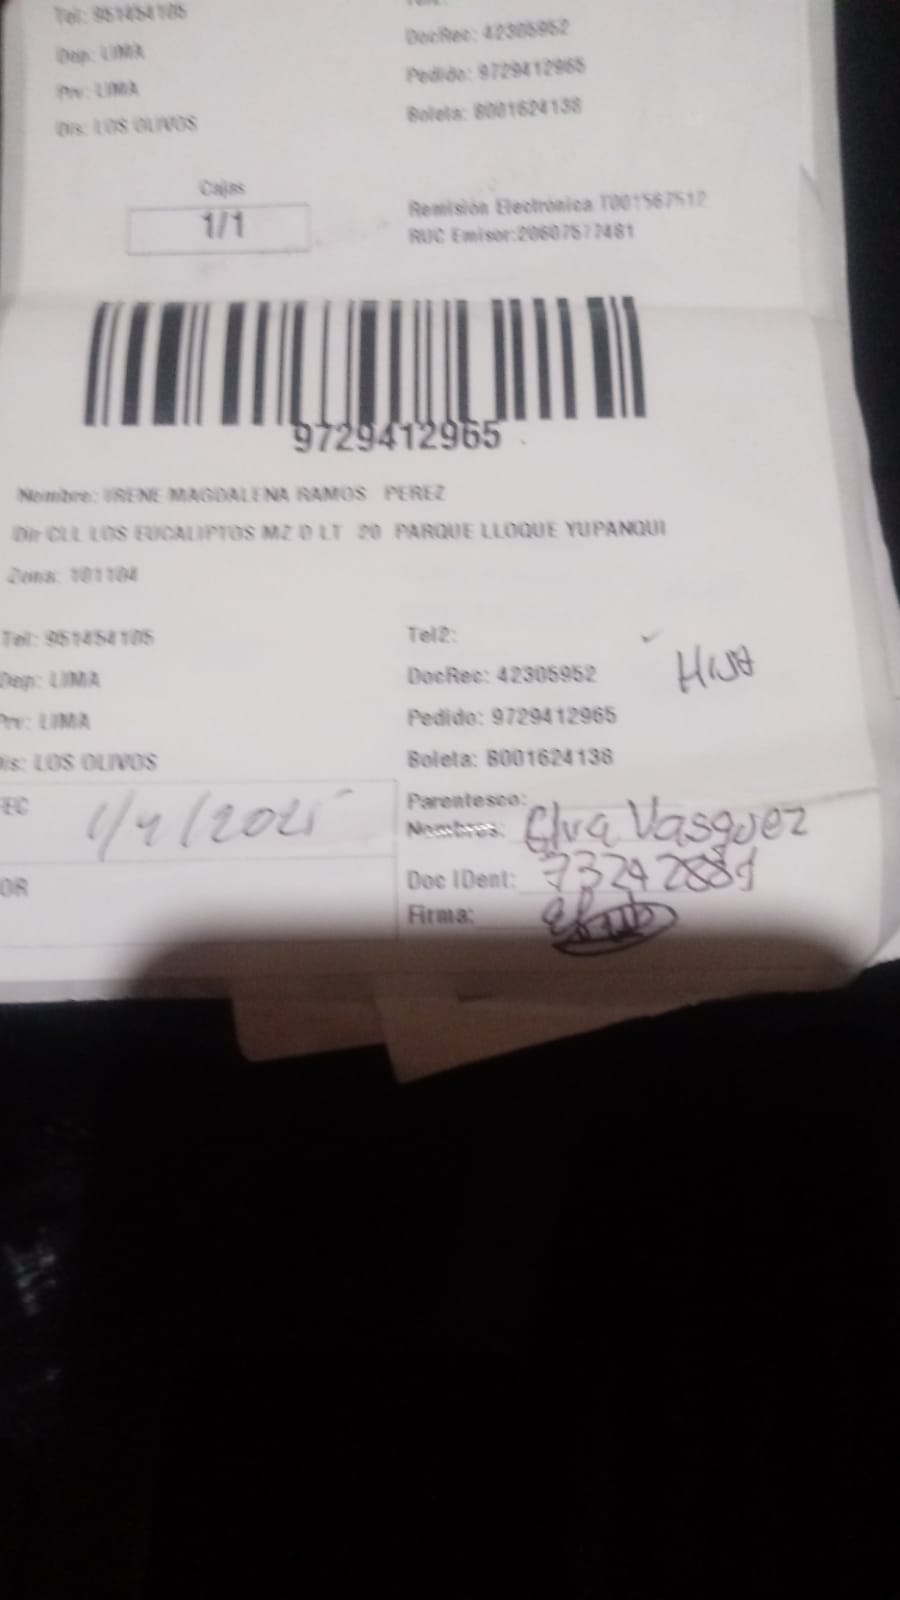 Tel: 951454105
Dep: LIMA
DocRec: 42305952
Prv: LIMA
Pedido: 9729412965
Dis: LOS OLIVOS
Boleta: B001624138
Cajas
1/1
Remisión Electrónica T001567512
RUC Emisor:20607577481
9729412965
Nombre: IRENE MAGDALENA RAMOS PEREZ
Dir CLL LOS EUCALIPTOS MZ D LT 20 PARQUE LLOQUE YUPANQUI
Zona: 101104
Tel: 951454105 Tel2:
Dep: LIMA DocRec: 42305952 HIJA
Prv: LIMA Pedido: 9729412965
Dis: LOS OLIVOS Boleta: B001624138
FEC 1/4/2025 Parentesco:
Nombres: Elva Vasquez
OR Doc IDent: 73242881
Firma: